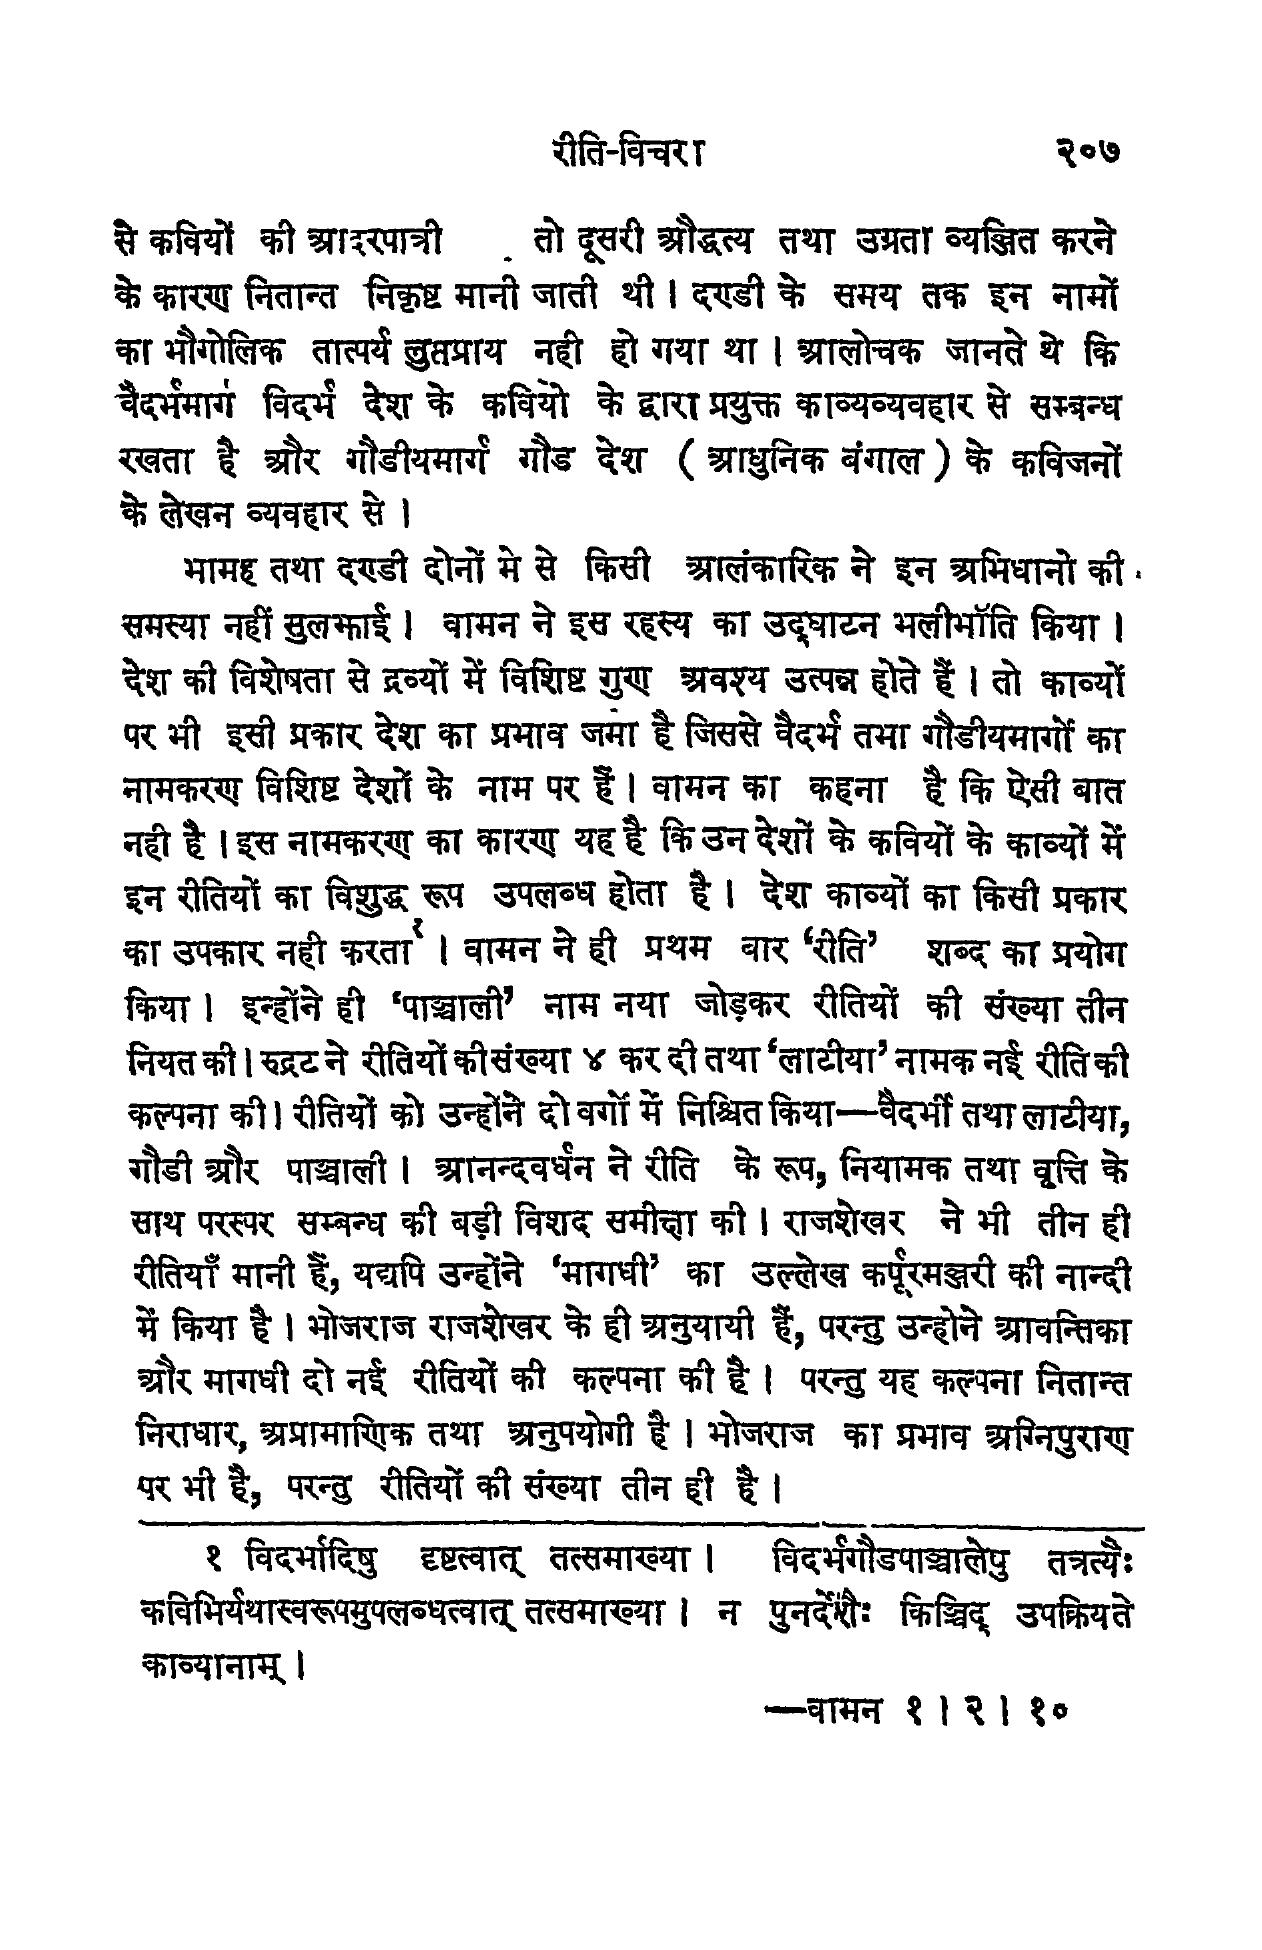 रीति-विचरा २०७
से कवियों की आदरपात्री तो दूसरी औद्धत्य तथा उग्रता व्यञ्जित करने
के कारण नितान्त निकृष्ट मानी जाती थी । दण्डी के समय तक इन नामों
का भौगोलिक तात्पर्य लुप्तप्राय नही हो गया था । आलोचक जानते थे कि
वैदर्भमार्ग विदर्भ देश के कवियो के द्वारा प्रयुक्त काव्यव्यवहार से सम्बन्ध
रखता है और गौडीयमार्ग गौड देश ( आधुनिक बंगाल ) के कविजनों
के लेखन व्यवहार से ।
भामह तथा दण्डी दोनों मे से किसी आलंकारिक ने इन अभिधानो की
समस्या नहीं सुलझाई । वामन ने इस रहस्य का उद्‌घाटन भलीभॉति किया ।
देश की विशेषता से द्रव्यों में विशिष्ट गुण अवश्य उत्पन्न होते हैं । तो काव्यों
पर भी इसी प्रकार देश का प्रभाव जमा है जिससे वैदर्भ तभा गौडीयमार्गों का
नामकरण विशिष्ट देशों के नाम पर हैं । वामन का कहना है कि ऐसी बात
नही है । इस नामकरण का कारण यह है कि उन देशों के कवियों के काव्यों में
इन रीतियों का विशुद्ध रूप उपलब्ध होता है । देश काव्यों का किसी प्रकार
का उपकार नही करता१ । वामन ने ही प्रथम वार ‘रीति’ शब्द का प्रयोग
किया । इन्होंने ही ‘पाञ्चाली’ नाम नया जोड़कर रीतियों की संख्या तीन
नियत की । रुद्रट ने रीतियों की संख्या ४ कर दी तथा ‘लाटीया’ नामक नई रीति की
कल्पना की । रीतियों को उन्होंने दो वर्गों में निश्चित किया—वैदर्भी तथा लाटीया,
गौडी और पाञ्चाली । आनन्दवर्धन ने रीति के रूप, नियामक तथा वृत्ति के
साथ परस्पर सम्बन्ध की बड़ी विशद समीक्षा की । राजशेखर ने भी तीन ही
रीतियाँ मानी हैं, यद्यपि उन्होंने ‘मागधी’ का उल्लेख कर्पूरमञ्जरी की नान्दी
में किया है । भोजराज राजशेखर के ही अनुयायी हैं, परन्तु उन्होने आवन्तिका
और मागधी दो नई रीतियों की कल्पना की है । परन्तु यह कल्पना नितान्त
निराधार, अप्रामाणिक तथा अनुपयोगी है । भोजराज का प्रभाव अग्निपुराण
पर भी है, परन्तु रीतियों की संख्या तीन ही है ।
१ विदर्भादिषु दृष्टत्वात् तत्समाख्या । विदर्भगौडपाञ्चालेपु तत्रत्यैः
कविभिर्यथास्वरूपमुपलब्धत्वात् तत्समाख्या । न पुनर्देशैः किञ्चिद् उपक्रियते
काव्यानाम् ।
—वामन १ । २ । १०